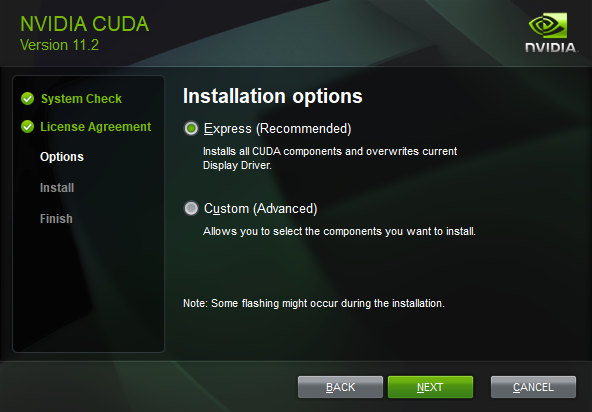 NVIDIA CUDA
Version 11.2
NVIDIA.
System Check
License Agreement
Options
Install
Finish
Installation options
Express (Recommended)
Installs all CUDA components and overwrites current
Display Driver.
Custom (Advanced)
Allows you to select the components you want to install.
Note: Some flashing might occur during the installation.
BACK
NEXT
CANCEL